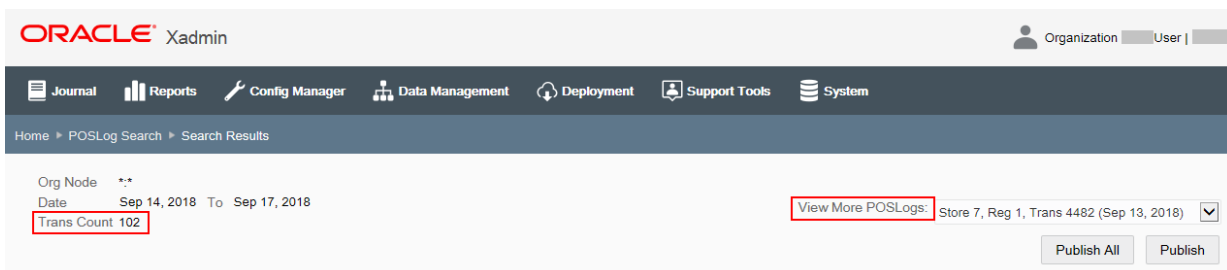 ORACLE Xadmin
Organization User |
Journal Reports Config Manager Data Management Deployment Support Tools System
Home ▸ POSLog Search ▸ Search Results
Org Node *:*
Date Sep 14, 2018 To Sep 17, 2018
Trans Count 102
View More POSLogs: Store 7, Reg 1, Trans 4482 (Sep 13, 2018)
Publish All Publish